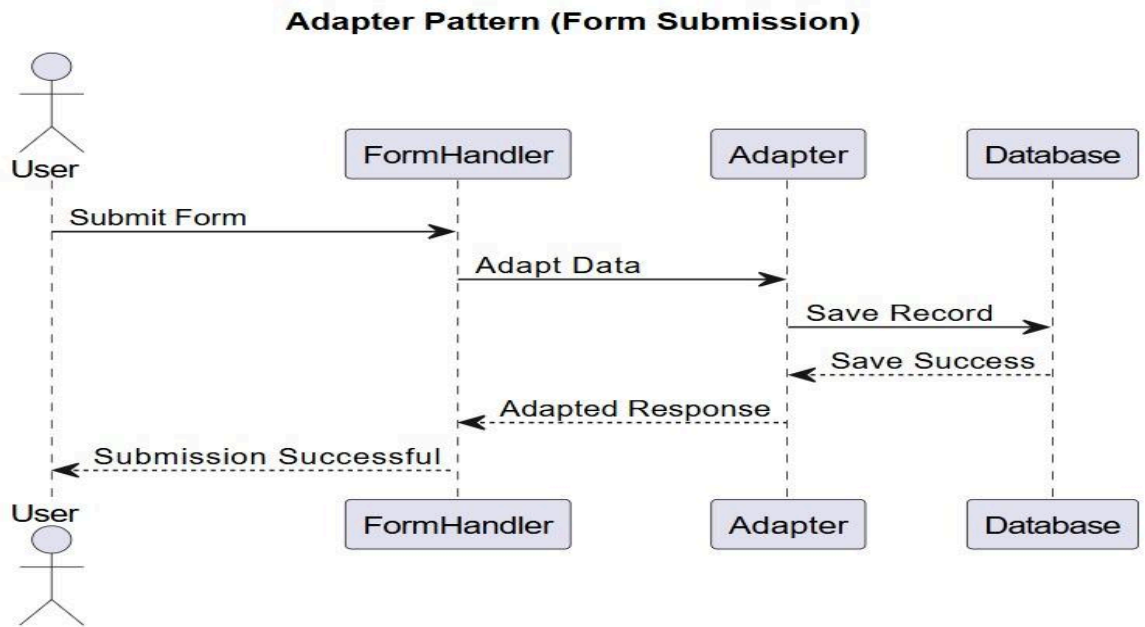 Adapter Pattern (Form Submission)
User
FormHandler
Adapter
Database
Submit Form
Adapt Data
Save Record
Save Success
Adapted Response
Submission Successful
User
FormHandler
Adapter
Database